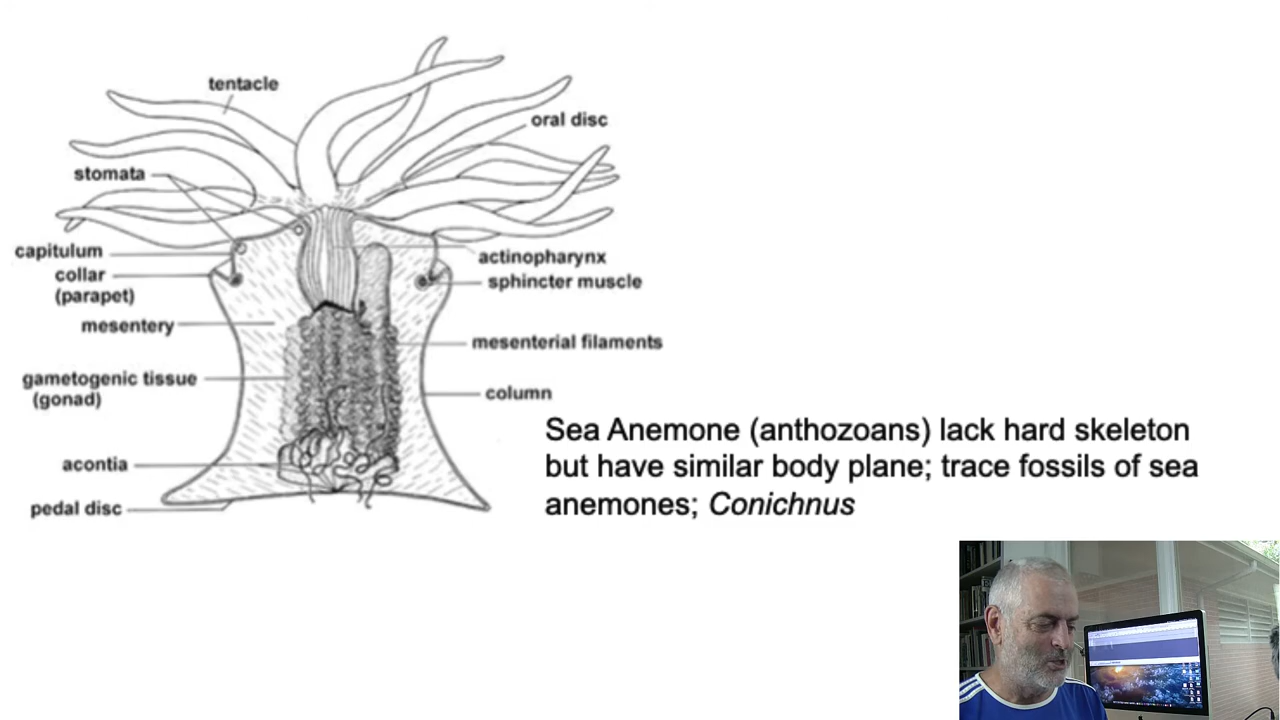 tentacle
oral disc
stomata
capitulum
collar
(parapet)
actinopharynx
sphincter muscle
mesentery
mesenterial filaments
gametogenic tissue
(gonad)
column
acontia
pedal disc
Sea Anemone (anthozoans) lack hard skeleton
but have similar body plane; trace fossils of sea
anemones; Conichnus